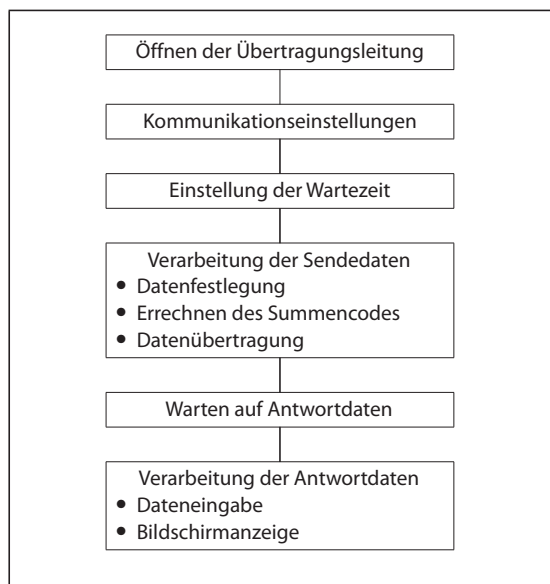 Öffnen der Übertragungsleitung
Kommunikationseinstellungen
Einstellung der Wartezeit
Verarbeitung der Sendedaten
● Datenfestlegung
● Errechnen des Summencodes
● Datenübertragung
Warten auf Antwortdaten
Verarbeitung der Antwortdaten
● Dateneingabe
● Bildschirmanzeige